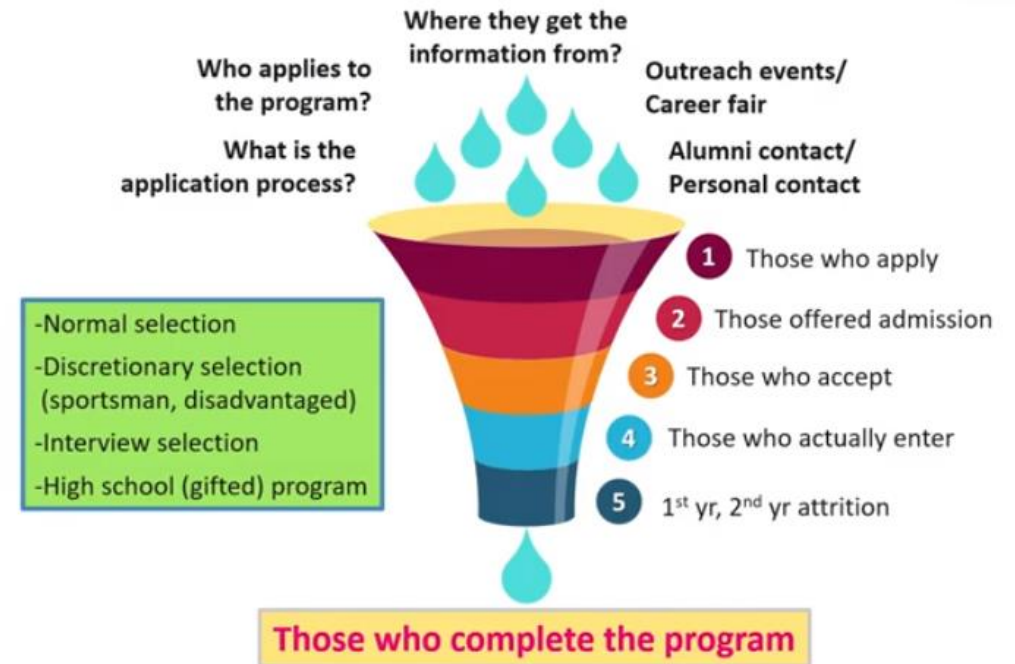 Where they get the
information from?
Who applies to
the program?
Outreach events/
Career fair
What is the
application process?
Alumni contact/
Personal contact
1 Those who apply
2 Those offered admission
3 Those who accept
4 Those who actually enter
5 1st yr, 2nd yr attrition
-Normal selection
-Discretionary selection
(sportsman, disadvantaged)
-Interview selection
-High school (gifted) program
Those who complete the program